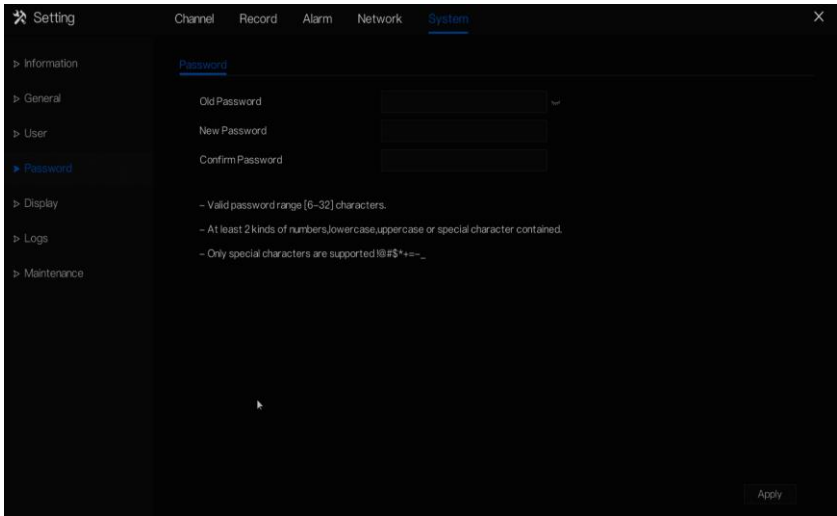 Setting
Channel Record Alarm Network System X
Information
General
User
Password
Display
Logs
Maintenance
Password
Old Password
New Password
Confirm Password
– Valid password range [6–32] characters.
– At least 2 kinds of numbers,lowercase,uppercase or special character contained.
– Only special characters are supported !@#$*+=–_
Apply